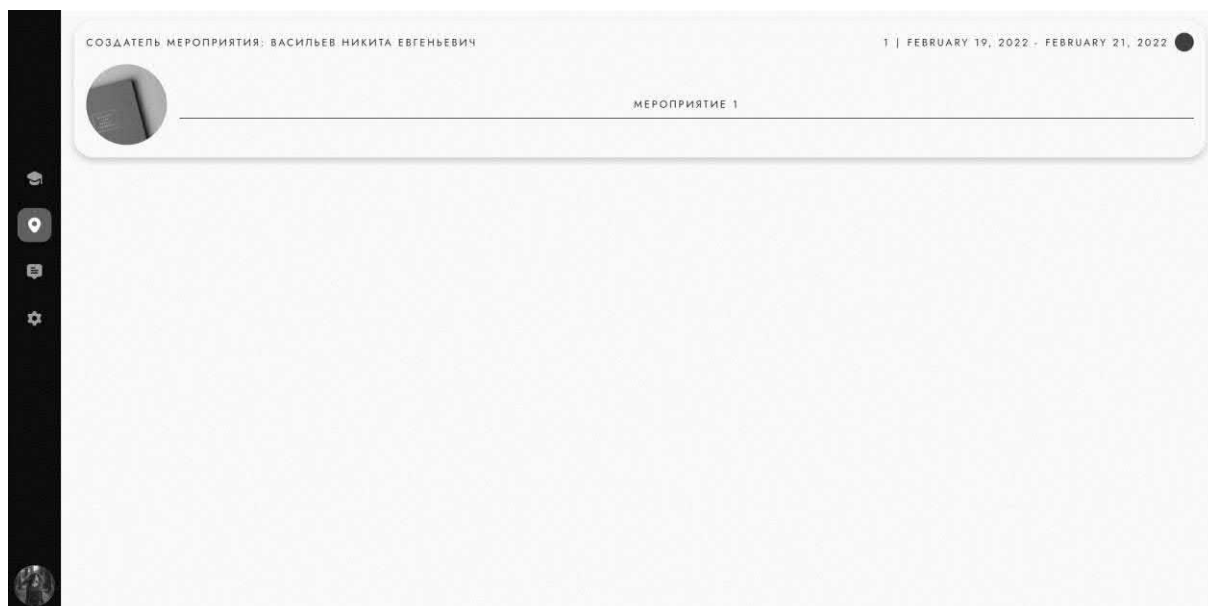 СОЗДАТЕЛЬ МЕРОПРИЯТИЯ: ВАСИЛЬЕВ НИКИТА ЕВГЕНЬЕВИЧ
1 | FEBRUARY 19, 2022 - FEBRUARY 21, 2022
МЕРОПРИЯТИЕ 1